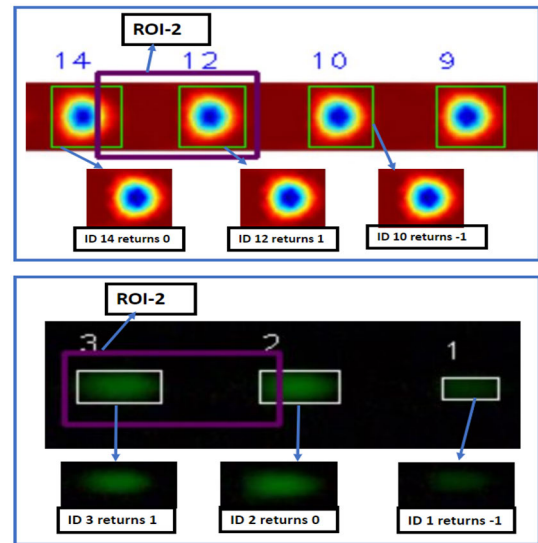 ROI-2
14 12 10 9
ID 14 returns 0 ID 12 returns 1 ID 10 returns -1
ROI-2
3 2 1
ID 3 returns 1 ID 2 returns 0 ID 1 returns -1